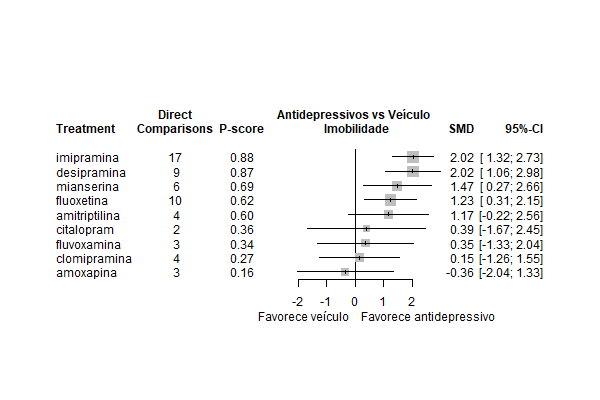 Direct Antidepressivos vs Veículo
Treatment Comparisons P-score Imobilidade SMD 95%-CI
imipramina 17 0.88 2.02 [ 1.32; 2.73]
desipramina 9 0.87 2.02 [ 1.06; 2.98]
mianserina 6 0.69 1.47 [ 0.27; 2.66]
fluoxetina 10 0.62 1.23 [ 0.31; 2.15]
amitriptilina 4 0.60 1.17 [-0.22; 2.56]
citalopram 2 0.36 0.39 [-1.67; 2.45]
fluvoxamina 3 0.34 0.35 [-1.33; 2.04]
clomipramina 4 0.27 0.15 [-1.26; 1.55]
amoxapina 3 0.16 -0.36 [-2.04; 1.33]
-2 -1 0 1 2
Favorece veículo Favorece antidepressivo